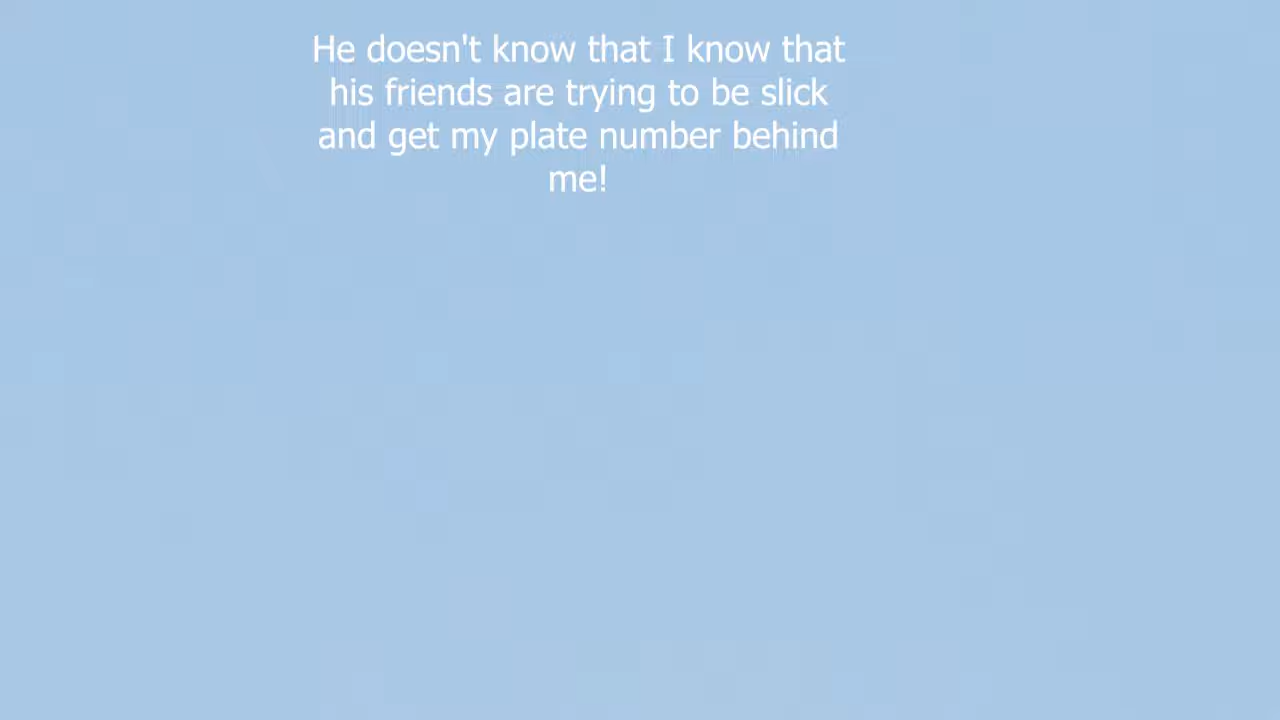 He doesn't know that I know that
his friends are trying to be slick
and get my plate number behind
me!